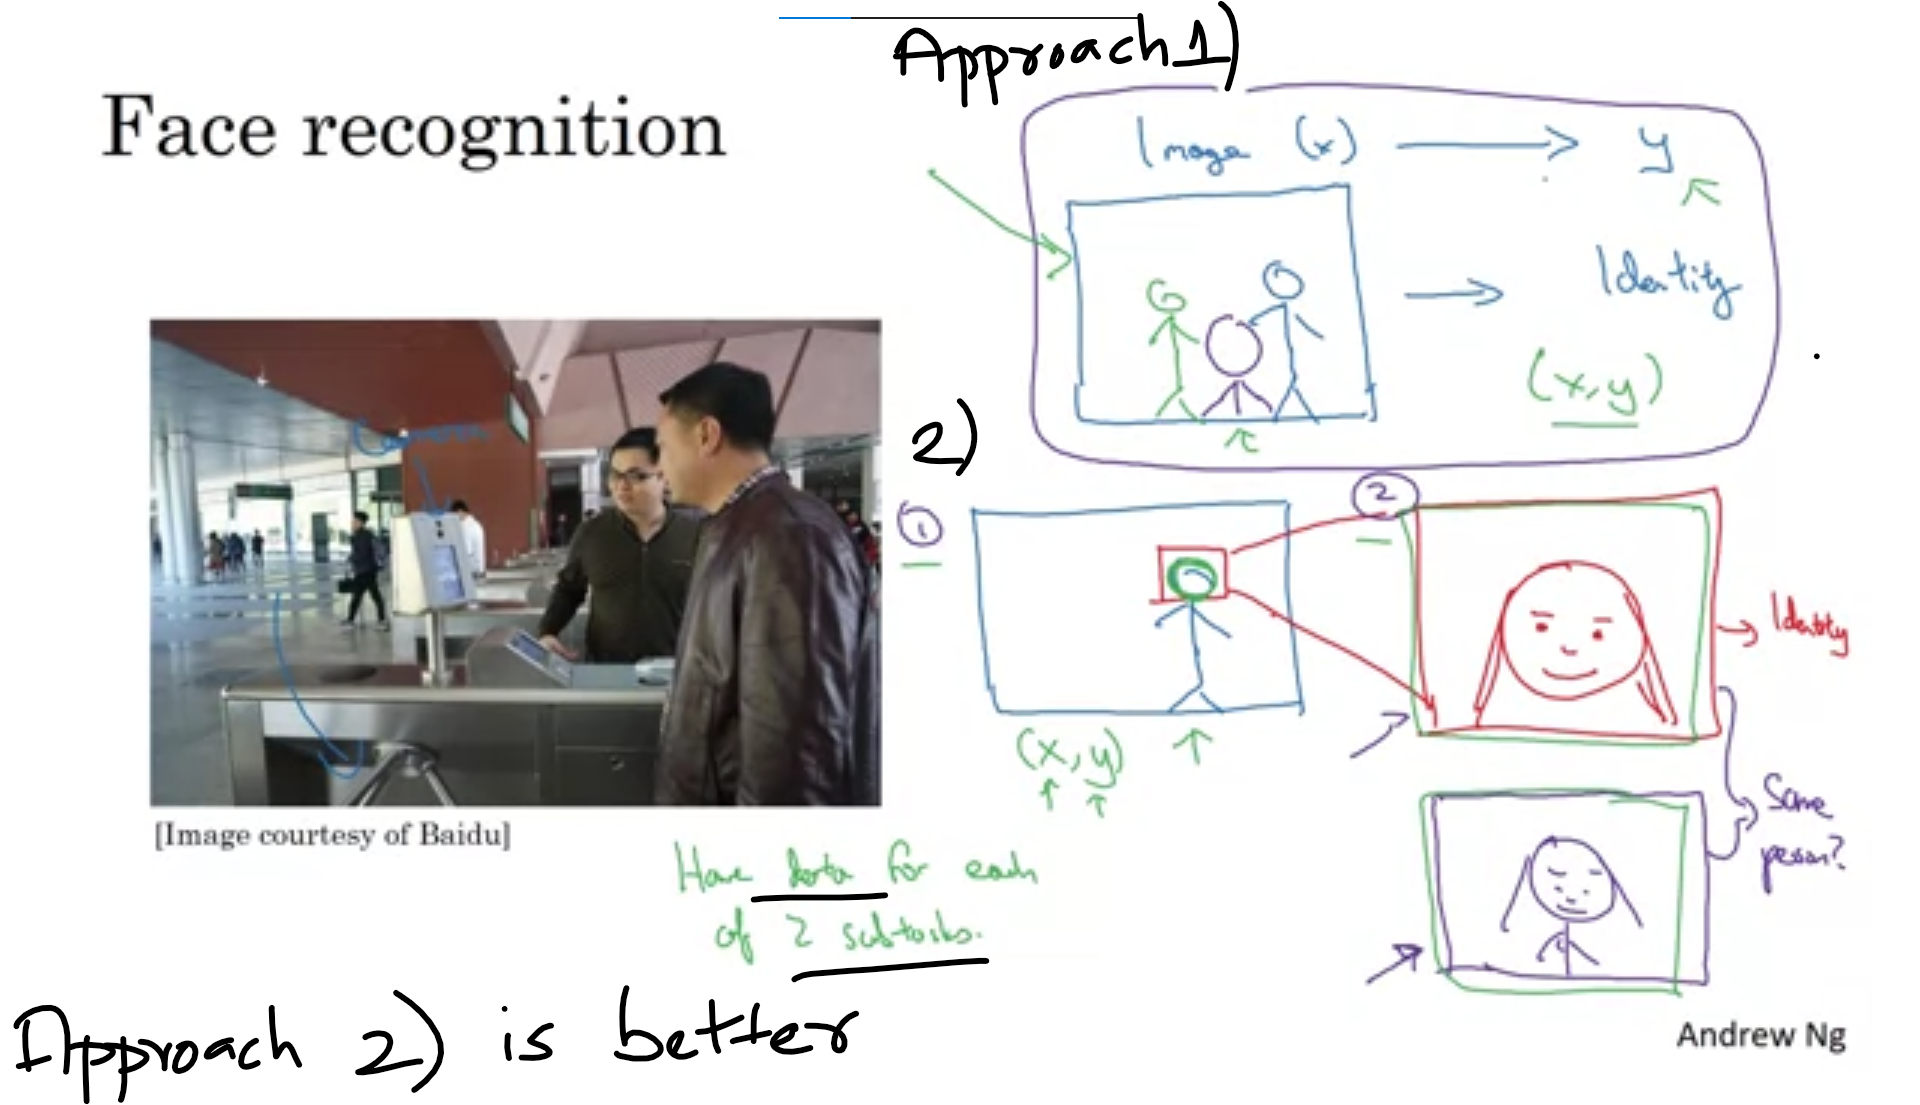 Approach 1)
Face recognition
Image (x) → y
Identity
(x,y)
Camera
2)
1
2
Identity
(x,y)
Same
person?
[Image courtesy of Baidu]
Have data for each
of 2 subtasks.
Approach 2) is better
Andrew Ng